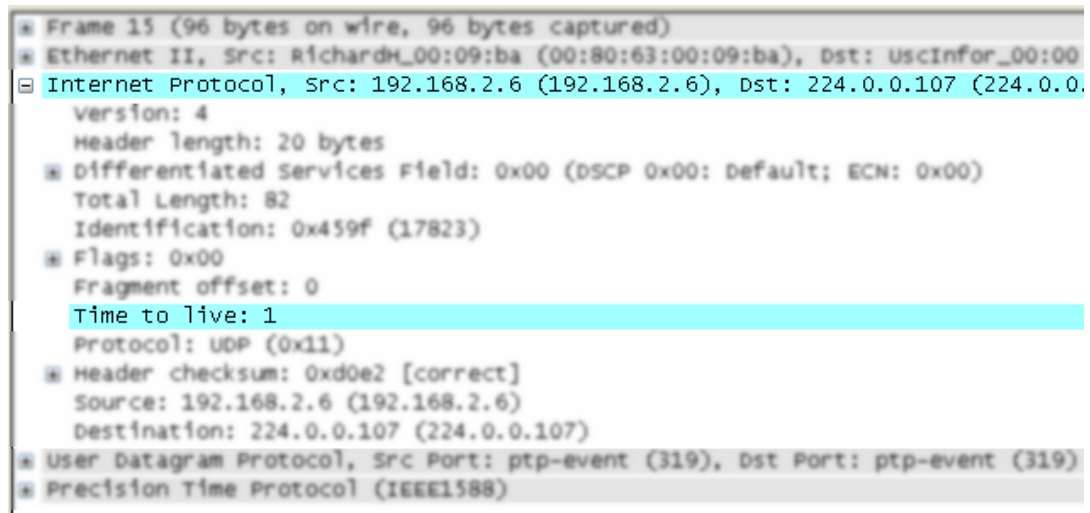 Frame 15 (96 bytes on wire, 96 bytes captured)
Ethernet II, Src: RichardH_00:09:ba (00:80:63:00:09:ba), Dst: UscInfor_00:00
Internet Protocol, Src: 192.168.2.6 (192.168.2.6), Dst: 224.0.0.107 (224.0.0.
Version: 4
Header length: 20 bytes
Differentiated Services Field: 0x00 (DSCP 0x00: Default; ECN: 0x00)
Total Length: 82
Identification: 0x459f (17823)
Flags: 0x00
Fragment offset: 0
Time to live: 1
Protocol: UDP (0x11)
Header checksum: 0xd0e2 [correct]
Source: 192.168.2.6 (192.168.2.6)
Destination: 224.0.0.107 (224.0.0.107)
User Datagram Protocol, Src Port: ptp-event (319), Dst Port: ptp-event (319)
Precision Time Protocol (IEEE1588)